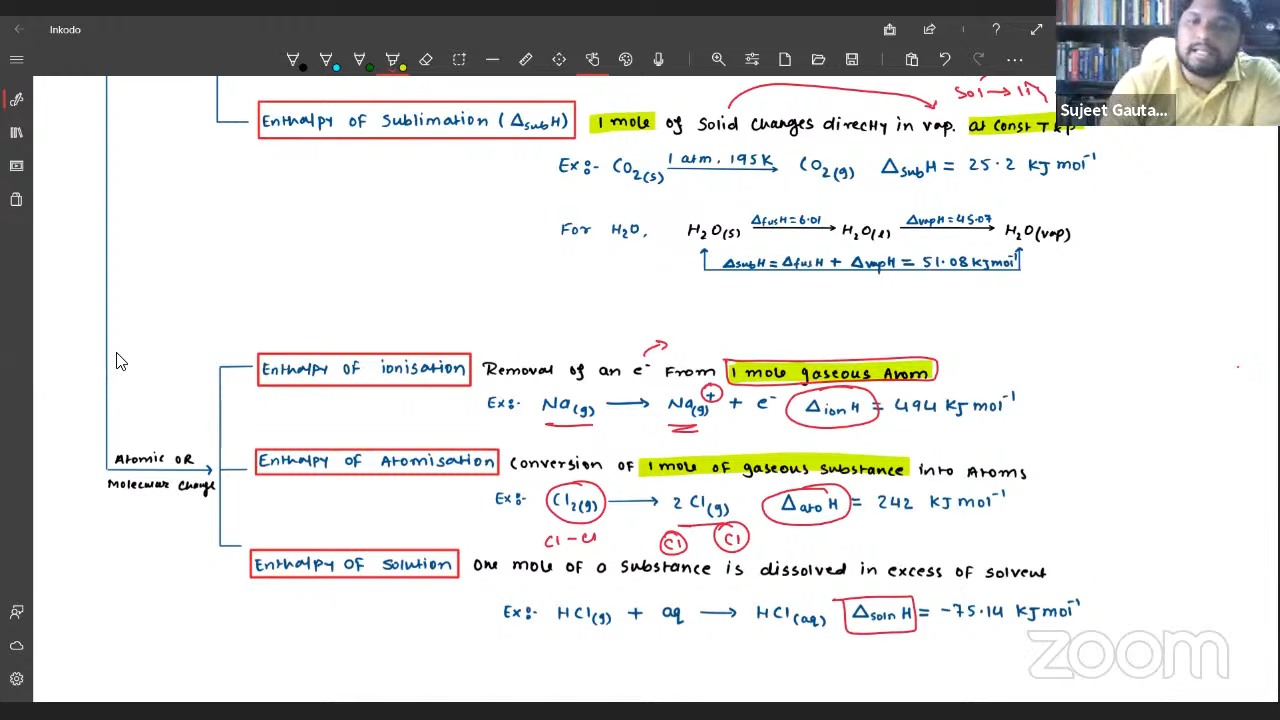 Inkodo
Sol → liq
Sujeet Gauta...
Enthalpy of Sublimation (ΔsubH) 1 mole of Solid changes directly in vap. at const T & P
Ex:- CO2(s) 1 atm, 195K → CO2(g) ΔsubH = 25.2 KJ mol⁻¹
For H2O, H2O(s) ΔfusH=6.01 → H2O(l) ΔvapH=45.07 → H2O(vap)
ΔsubH = ΔfusH + ΔvapH = 51.08 KJ mol⁻¹
Enthalpy of ionisation Removal of an e⁻ From 1 mole gaseous Atom
Ex:- Na(g) → Na(g)⁺ + e⁻ ΔionH = 494 KJ mol⁻¹
Atomic OR
Molecular Change
Enthalpy of Atomisation Conversion of 1 mole of gaseous substance into Atoms
Ex:- Cl2(g) → 2 Cl(g) ΔatoH = 242 KJ mol⁻¹
Cl-Cl Cl Cl
Enthalpy of solution One mole of a substance is dissolved in excess of solvent
Ex:- HCl(g) + aq → HCl(aq) ΔsolnH = -75.14 KJ mol⁻¹
zoom